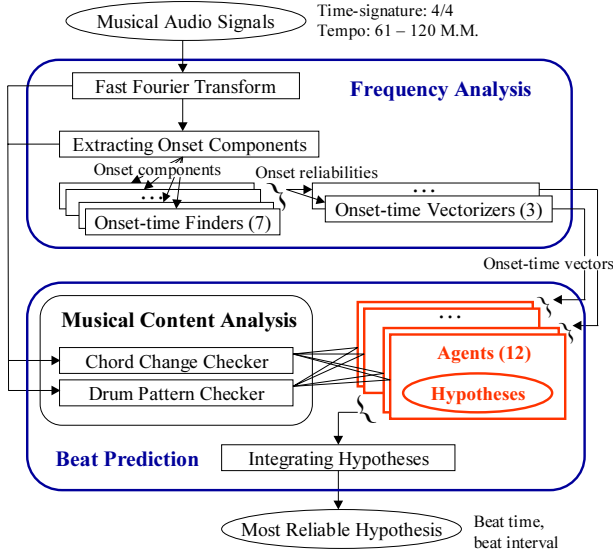 Musical Audio Signals
Time-signature: 4/4
Tempo: 61 – 120 M.M.
Fast Fourier Transform
Frequency Analysis
Extracting Onset Components
Onset components
Onset reliabilities
...
...
Onset-time Finders (7)
Onset-time Vectorizers (3)
Onset-time vectors
Musical Content Analysis
...
Chord Change Checker
Agents (12)
Drum Pattern Checker
Hypotheses
Beat Prediction
Integrating Hypotheses
Most Reliable Hypothesis
Beat time,
beat interval